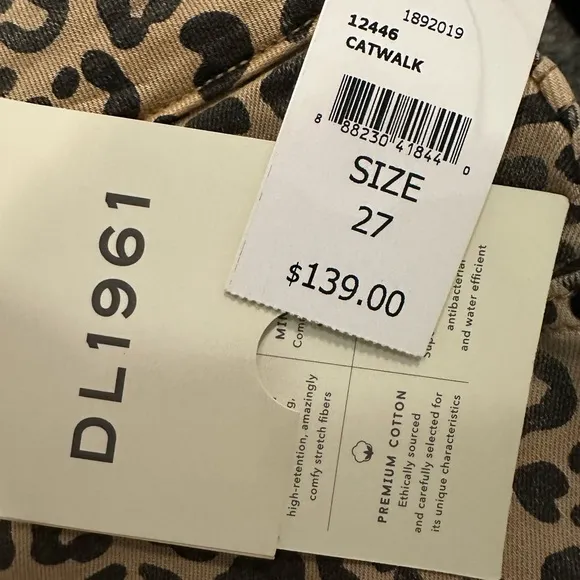 1892019
12446
CATWALK
8 88230 41844 0
SIZE
27
$139.00
DL1961
antibacterial
and water efficient
high-retention, amazingly
comfy stretch fibers
PREMIUM COTTON
Ethically sourced
and carefully selected for
its unique characteristics